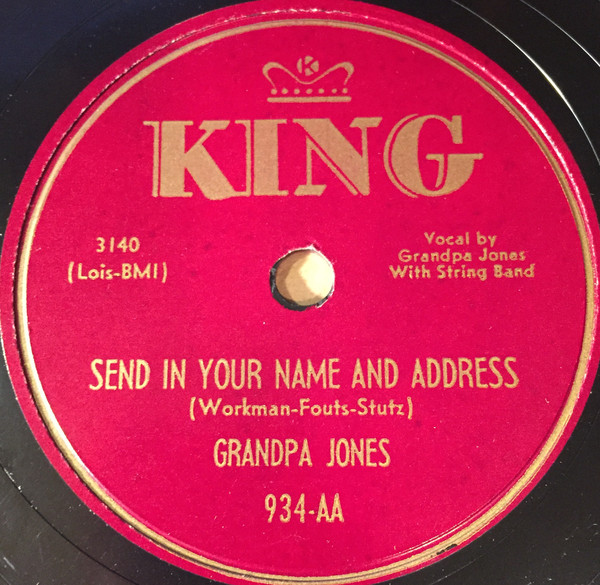 K
KING
3140
(Lois-BMI)
Vocal by
Grandpa Jones
With String Band
SEND IN YOUR NAME AND ADDRESS
(Workman-Fouts-Stutz)
GRANDPA JONES
934-AA